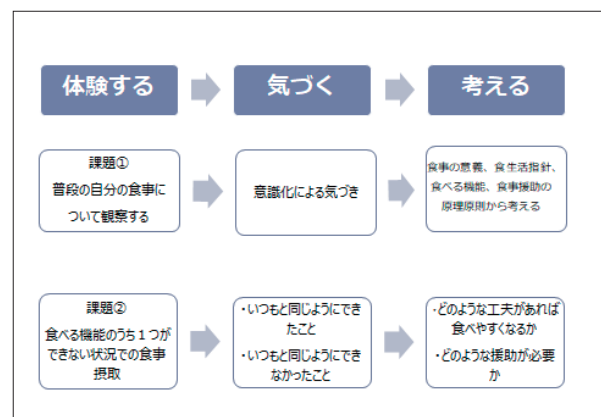 体験する
気づく
考える
課題①
普段の自分の食事に
ついて観察する
意識化による気づき
食事の意義、食生活指針、
食べる機能、食事援助の
原理原則から考える
課題②
食べる機能のうち１つが
できない状況での食事
摂取
・いつもと同じようにでき
たこと
・いつもと同じようにでき
なかったこと
・どのような工夫があれば
食べやすくなるか
・どのような援助が必要
か